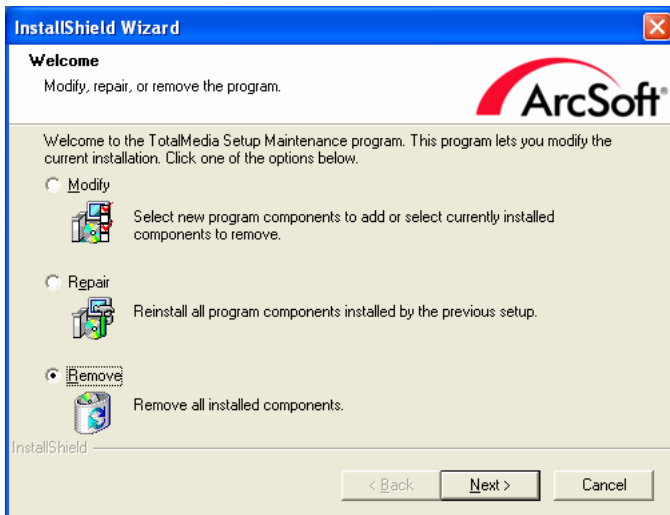 InstallShield Wizard
Welcome
Modify, repair, or remove the program.
ArcSoft®
Welcome to the TotalMedia Setup Maintenance program. This program lets you modify the
current installation. Click one of the options below.
Modify
Select new program components to add or select currently installed
components to remove.
Repair
Reinstall all program components installed by the previous setup.
Remove
Remove all installed components.
InstallShield
< Back
Next >
Cancel